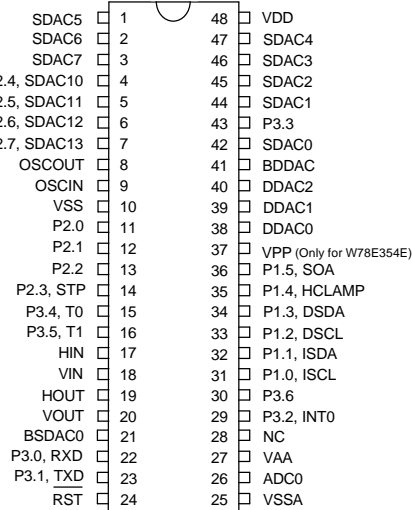 SDAC5 1 48 VDD
SDAC6 2 47 SDAC4
SDAC7 3 46 SDAC3
2.4, SDAC10 4 45 SDAC2
2.5, SDAC11 5 44 SDAC1
2.6, SDAC12 6 43 P3.3
2.7, SDAC13 7 42 SDAC0
OSCOUT 8 41 BDDAC
OSCIN 9 40 DDAC2
VSS 10 39 DDAC1
P2.0 11 38 DDAC0
P2.1 12 37 VPP (Only for W78E354E)
P2.2 13 36 P1.5, SOA
P2.3, STP 14 35 P1.4, HCLAMP
P3.4, T0 15 34 P1.3, DSDA
P3.5, T1 16 33 P1.2, DSCL
HIN 17 32 P1.1, ISDA
VIN 18 31 P1.0, ISCL
HOUT 19 30 P3.6
VOUT 20 29 P3.2, INT0
BSDAC0 21 28 NC
P3.0, RXD 22 27 VAA
P3.1, TXD 23 26 ADC0
RST 24 25 VSSA